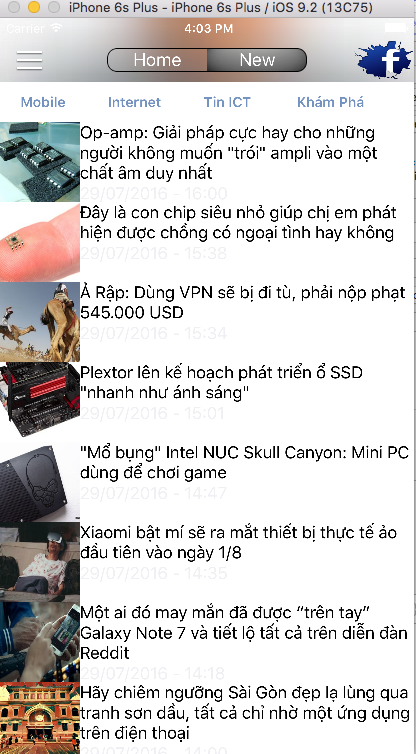 iPhone 6s Plus - iPhone 6s Plus / iOS 9.2 (13C75)
Carrier 4:03 PM
Home New f
Mobile Internet Tin ICT Khám Phá
Op-amp: Giải pháp cực hay cho những
người không muốn "trói" ampli vào một
chất âm duy nhất
29/07/2016 - 16:00
Đây là con chip siêu nhỏ giúp chị em phát
hiện được chồng có ngoại tình hay không
29/07/2016 - 15:38
Ả Rập: Dùng VPN sẽ bị đi tù, phải nộp phạt
545.000 USD
29/07/2016 - 15:34
Plextor lên kế hoạch phát triển ổ SSD
"nhanh như ánh sáng"
29/07/2016 - 15:01
"Mổ bụng" Intel NUC Skull Canyon: Mini PC
dùng để chơi game
29/07/2016 - 14:47
Xiaomi bật mí sẽ ra mắt thiết bị thực tế ảo
đầu tiên vào ngày 1/8
29/07/2016 - 14:35
Một ai đó may mắn đã được “trên tay”
Galaxy Note 7 và tiết lộ tất cả trên diễn đàn
Reddit
29/07/2016 - 14:18
Hãy chiêm ngưỡng Sài Gòn đẹp lạ lùng qua
tranh sơn dầu, tất cả chỉ nhờ một ứng dụng
trên điện thoại
29/07/2016 - 14:00